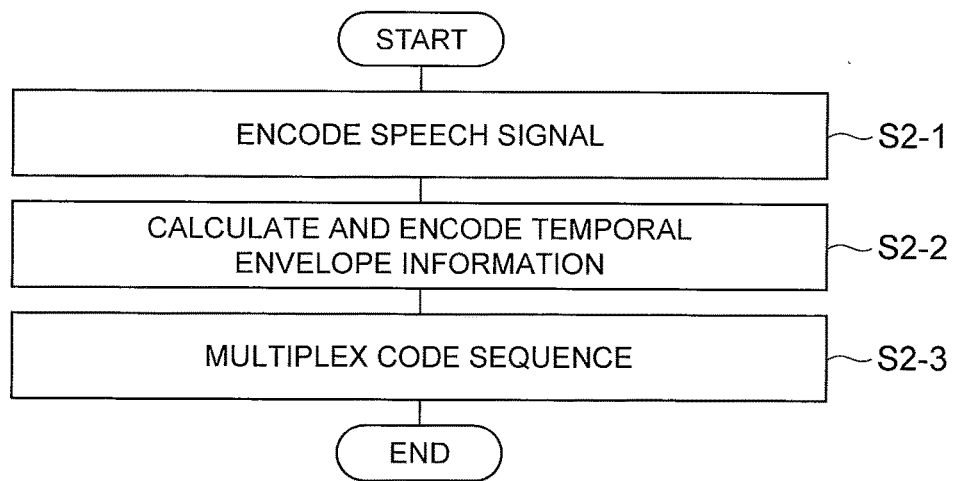 START
ENCODE SPEECH SIGNAL
S2-1
CALCULATE AND ENCODE TEMPORAL
ENVELOPE INFORMATION
S2-2
MULTIPLEX CODE SEQUENCE
S2-3
END